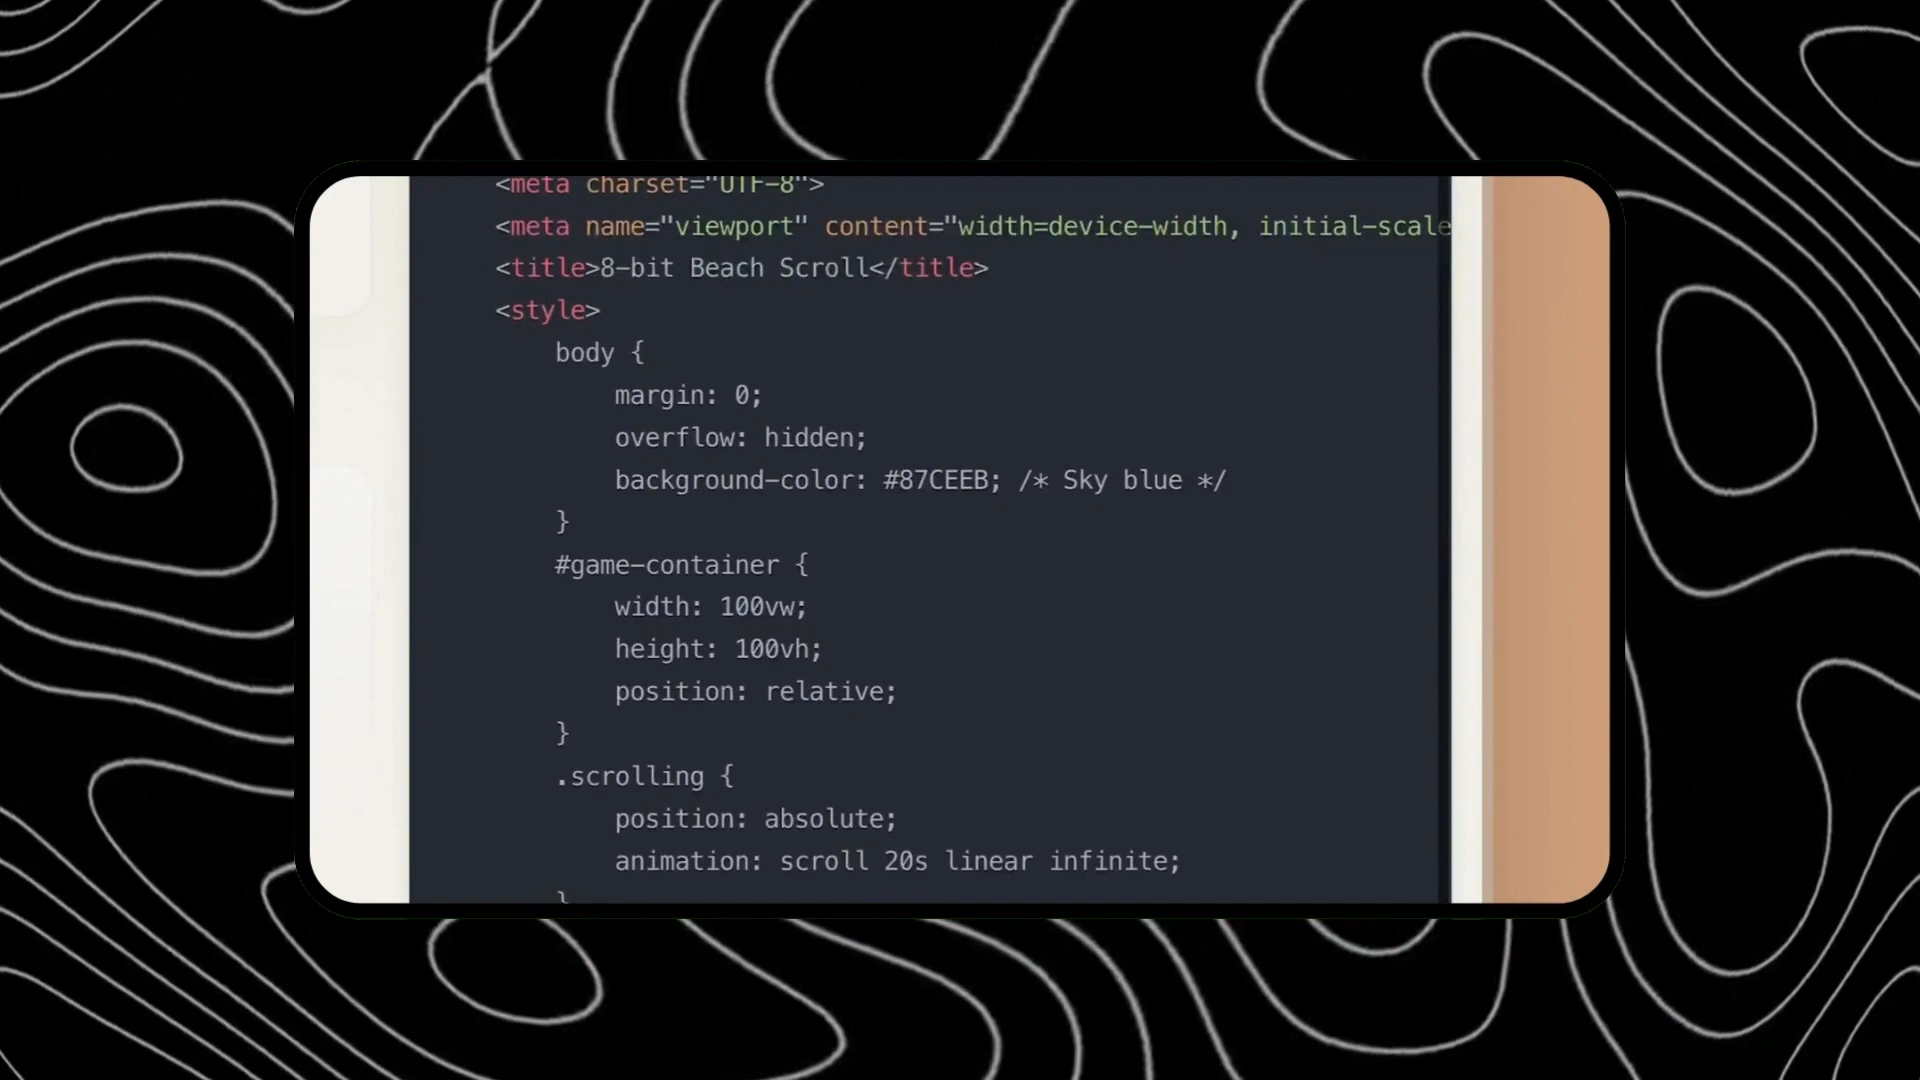 <meta charset="UTF-8">
<meta name="viewport" content="width=device-width, initial-scale
<title>8-bit Beach Scroll</title>
<style>
body {
margin: 0;
overflow: hidden;
background-color: #87CEEB; /* Sky blue */
}
#game-container {
width: 100vw;
height: 100vh;
position: relative;
}
.scrolling {
position: absolute;
animation: scroll 20s linear infinite;
}